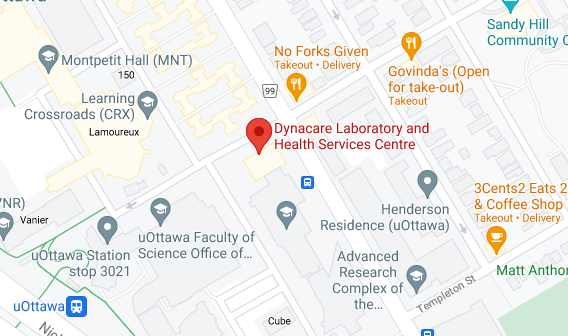 ottawa
Sandy Hill
Community C
Montpetit Hall (MNT)
150
No Forks Given
Takeout • Delivery
Govinda's (Open
for take-out)
Takeout
99
Learning
Crossroads (CRX)
Lamoureux
Dynacare Laboratory and
Health Services Centre
3Cents2 Eats 2
& Coffee Shop
Takeout • Delivery
VNR)
Vanier
Henderson
Residence (uOttawa)
uOttawa Faculty of
Science Office of...
uOttawa Station
stop 3021
Advanced
Research
Complex of
the...
Matt Anthon
Templeton St
uOttawa
Cube
Nic